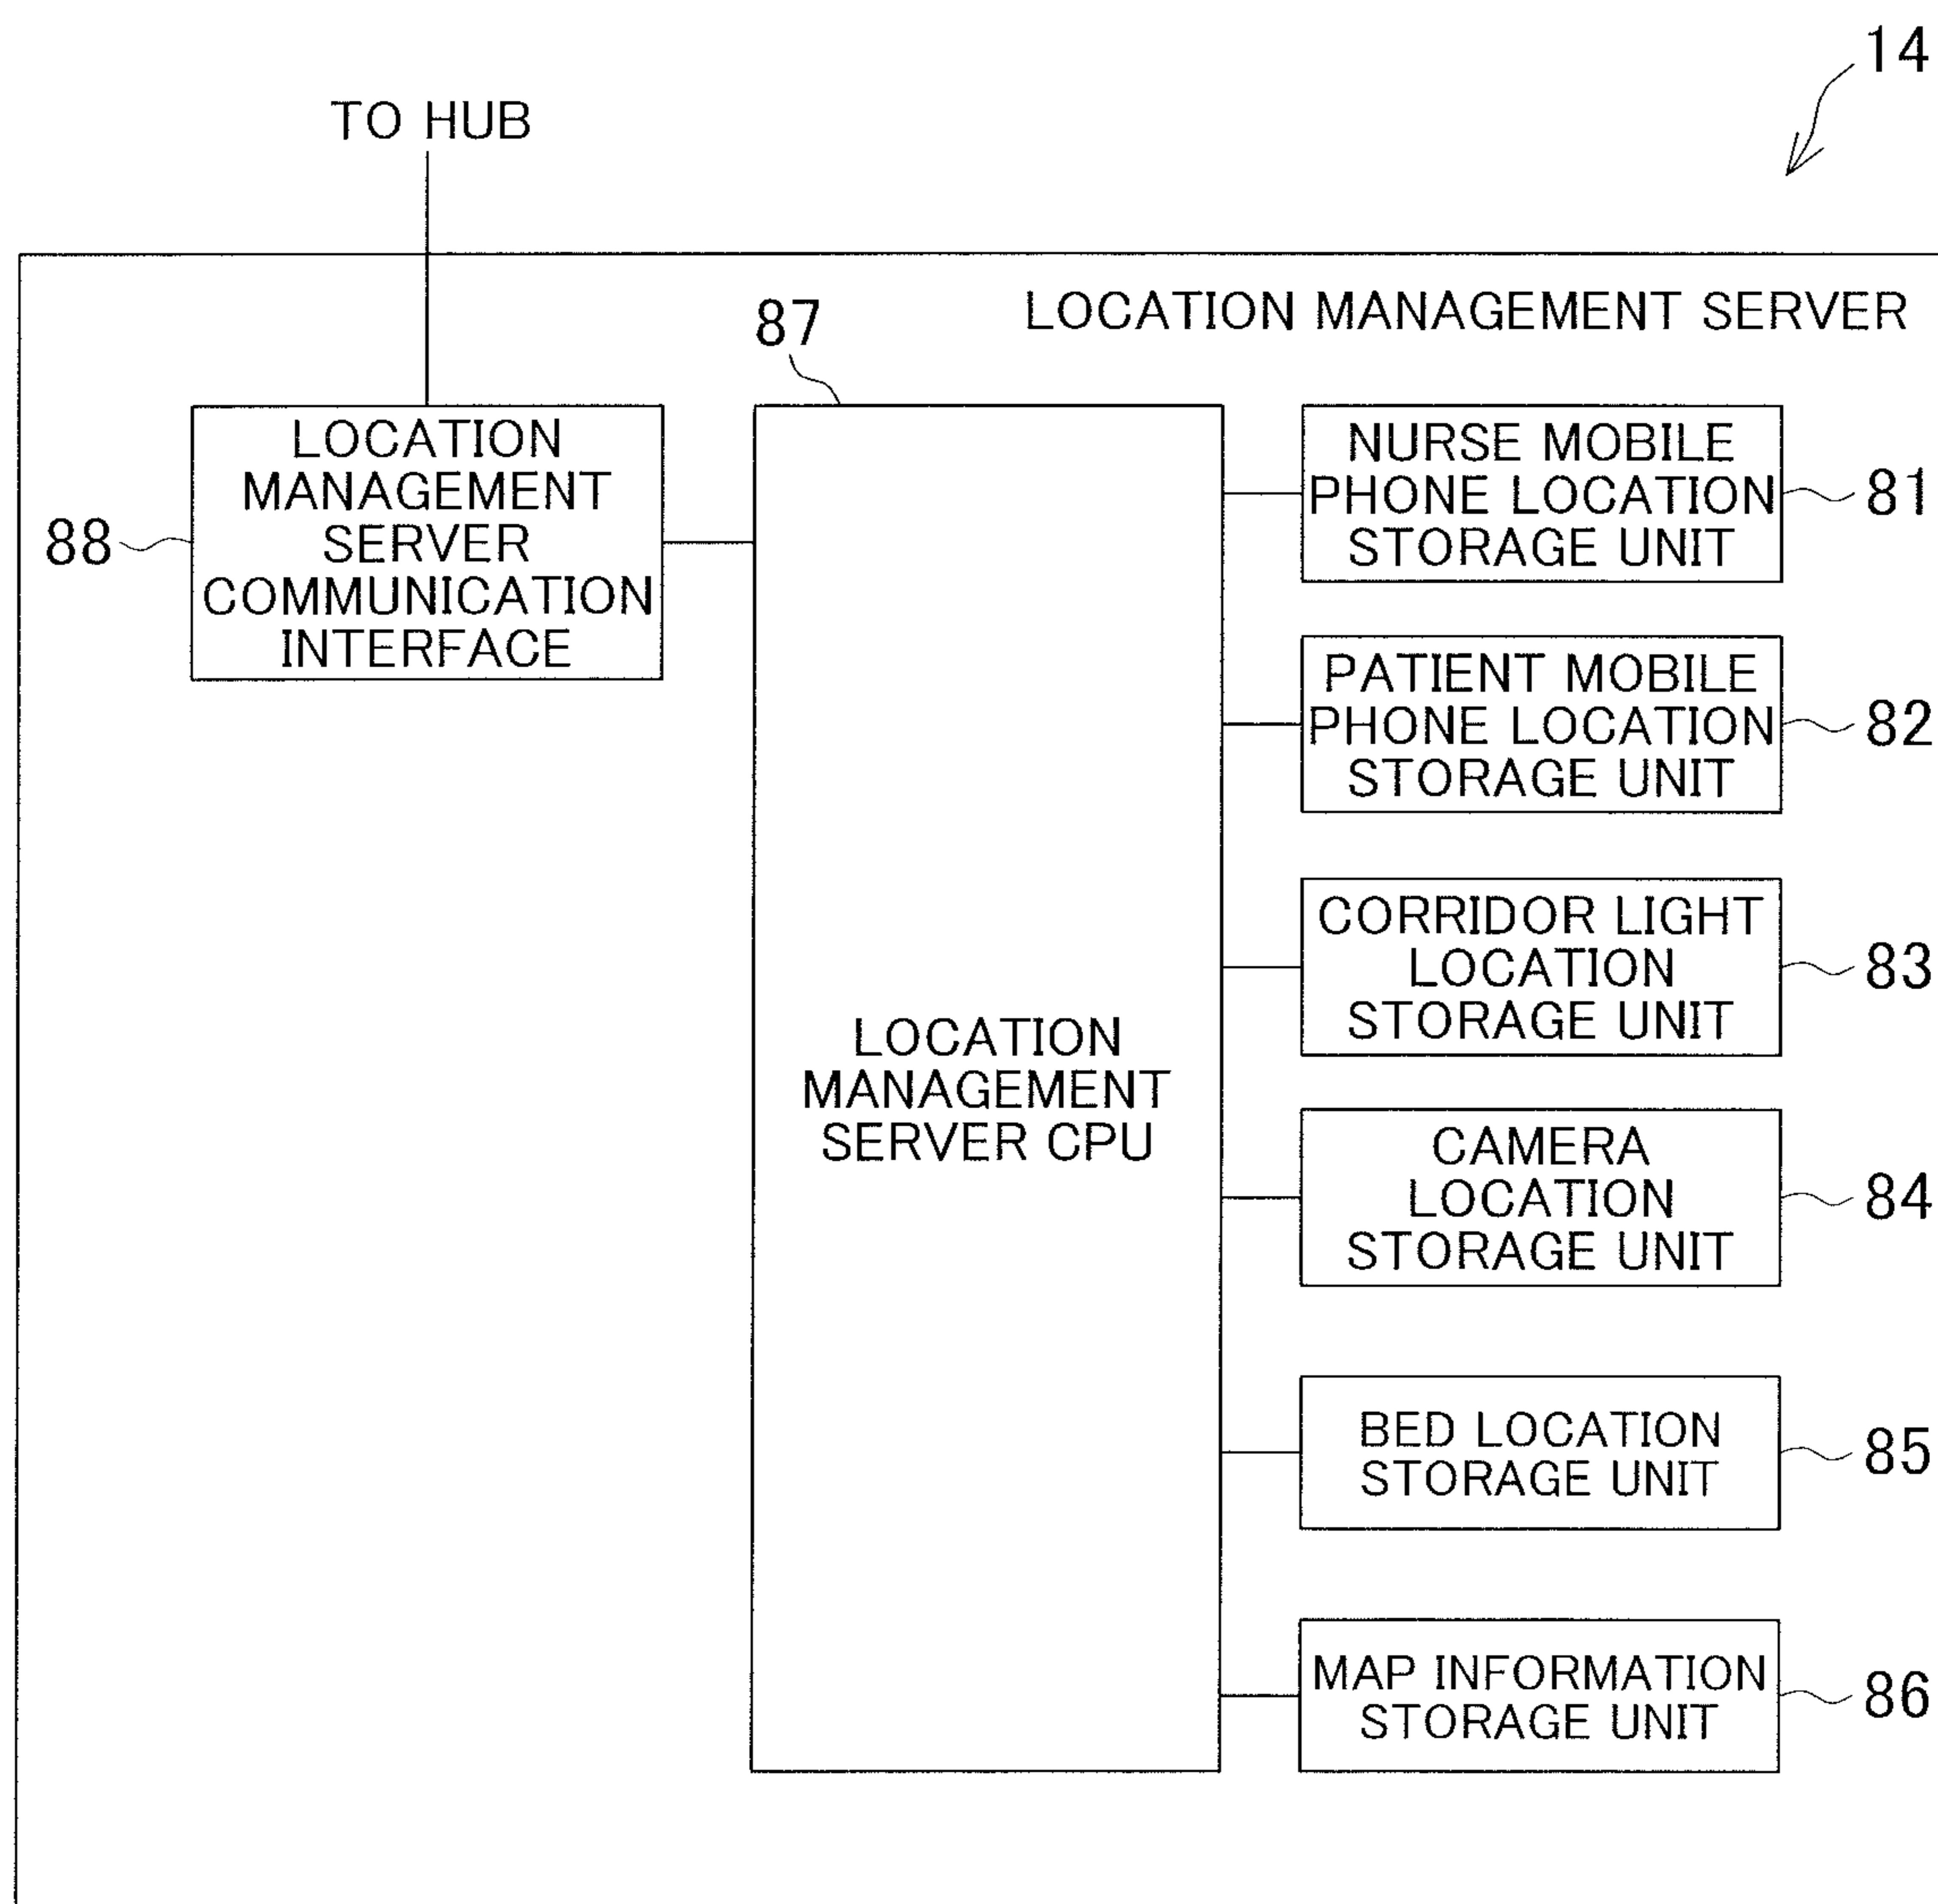 14
TO HUB
LOCATION MANAGEMENT SERVER
87
88
LOCATION
MANAGEMENT
SERVER
COMMUNICATION
INTERFACE
LOCATION
MANAGEMENT
SERVER CPU
NURSE MOBILE
PHONE LOCATION
STORAGE UNIT
81
PATIENT MOBILE
PHONE LOCATION
STORAGE UNIT
82
CORRIDOR LIGHT
LOCATION
STORAGE UNIT
83
CAMERA
LOCATION
STORAGE UNIT
84
BED LOCATION
STORAGE UNIT
85
MAP INFORMATION
STORAGE UNIT
86